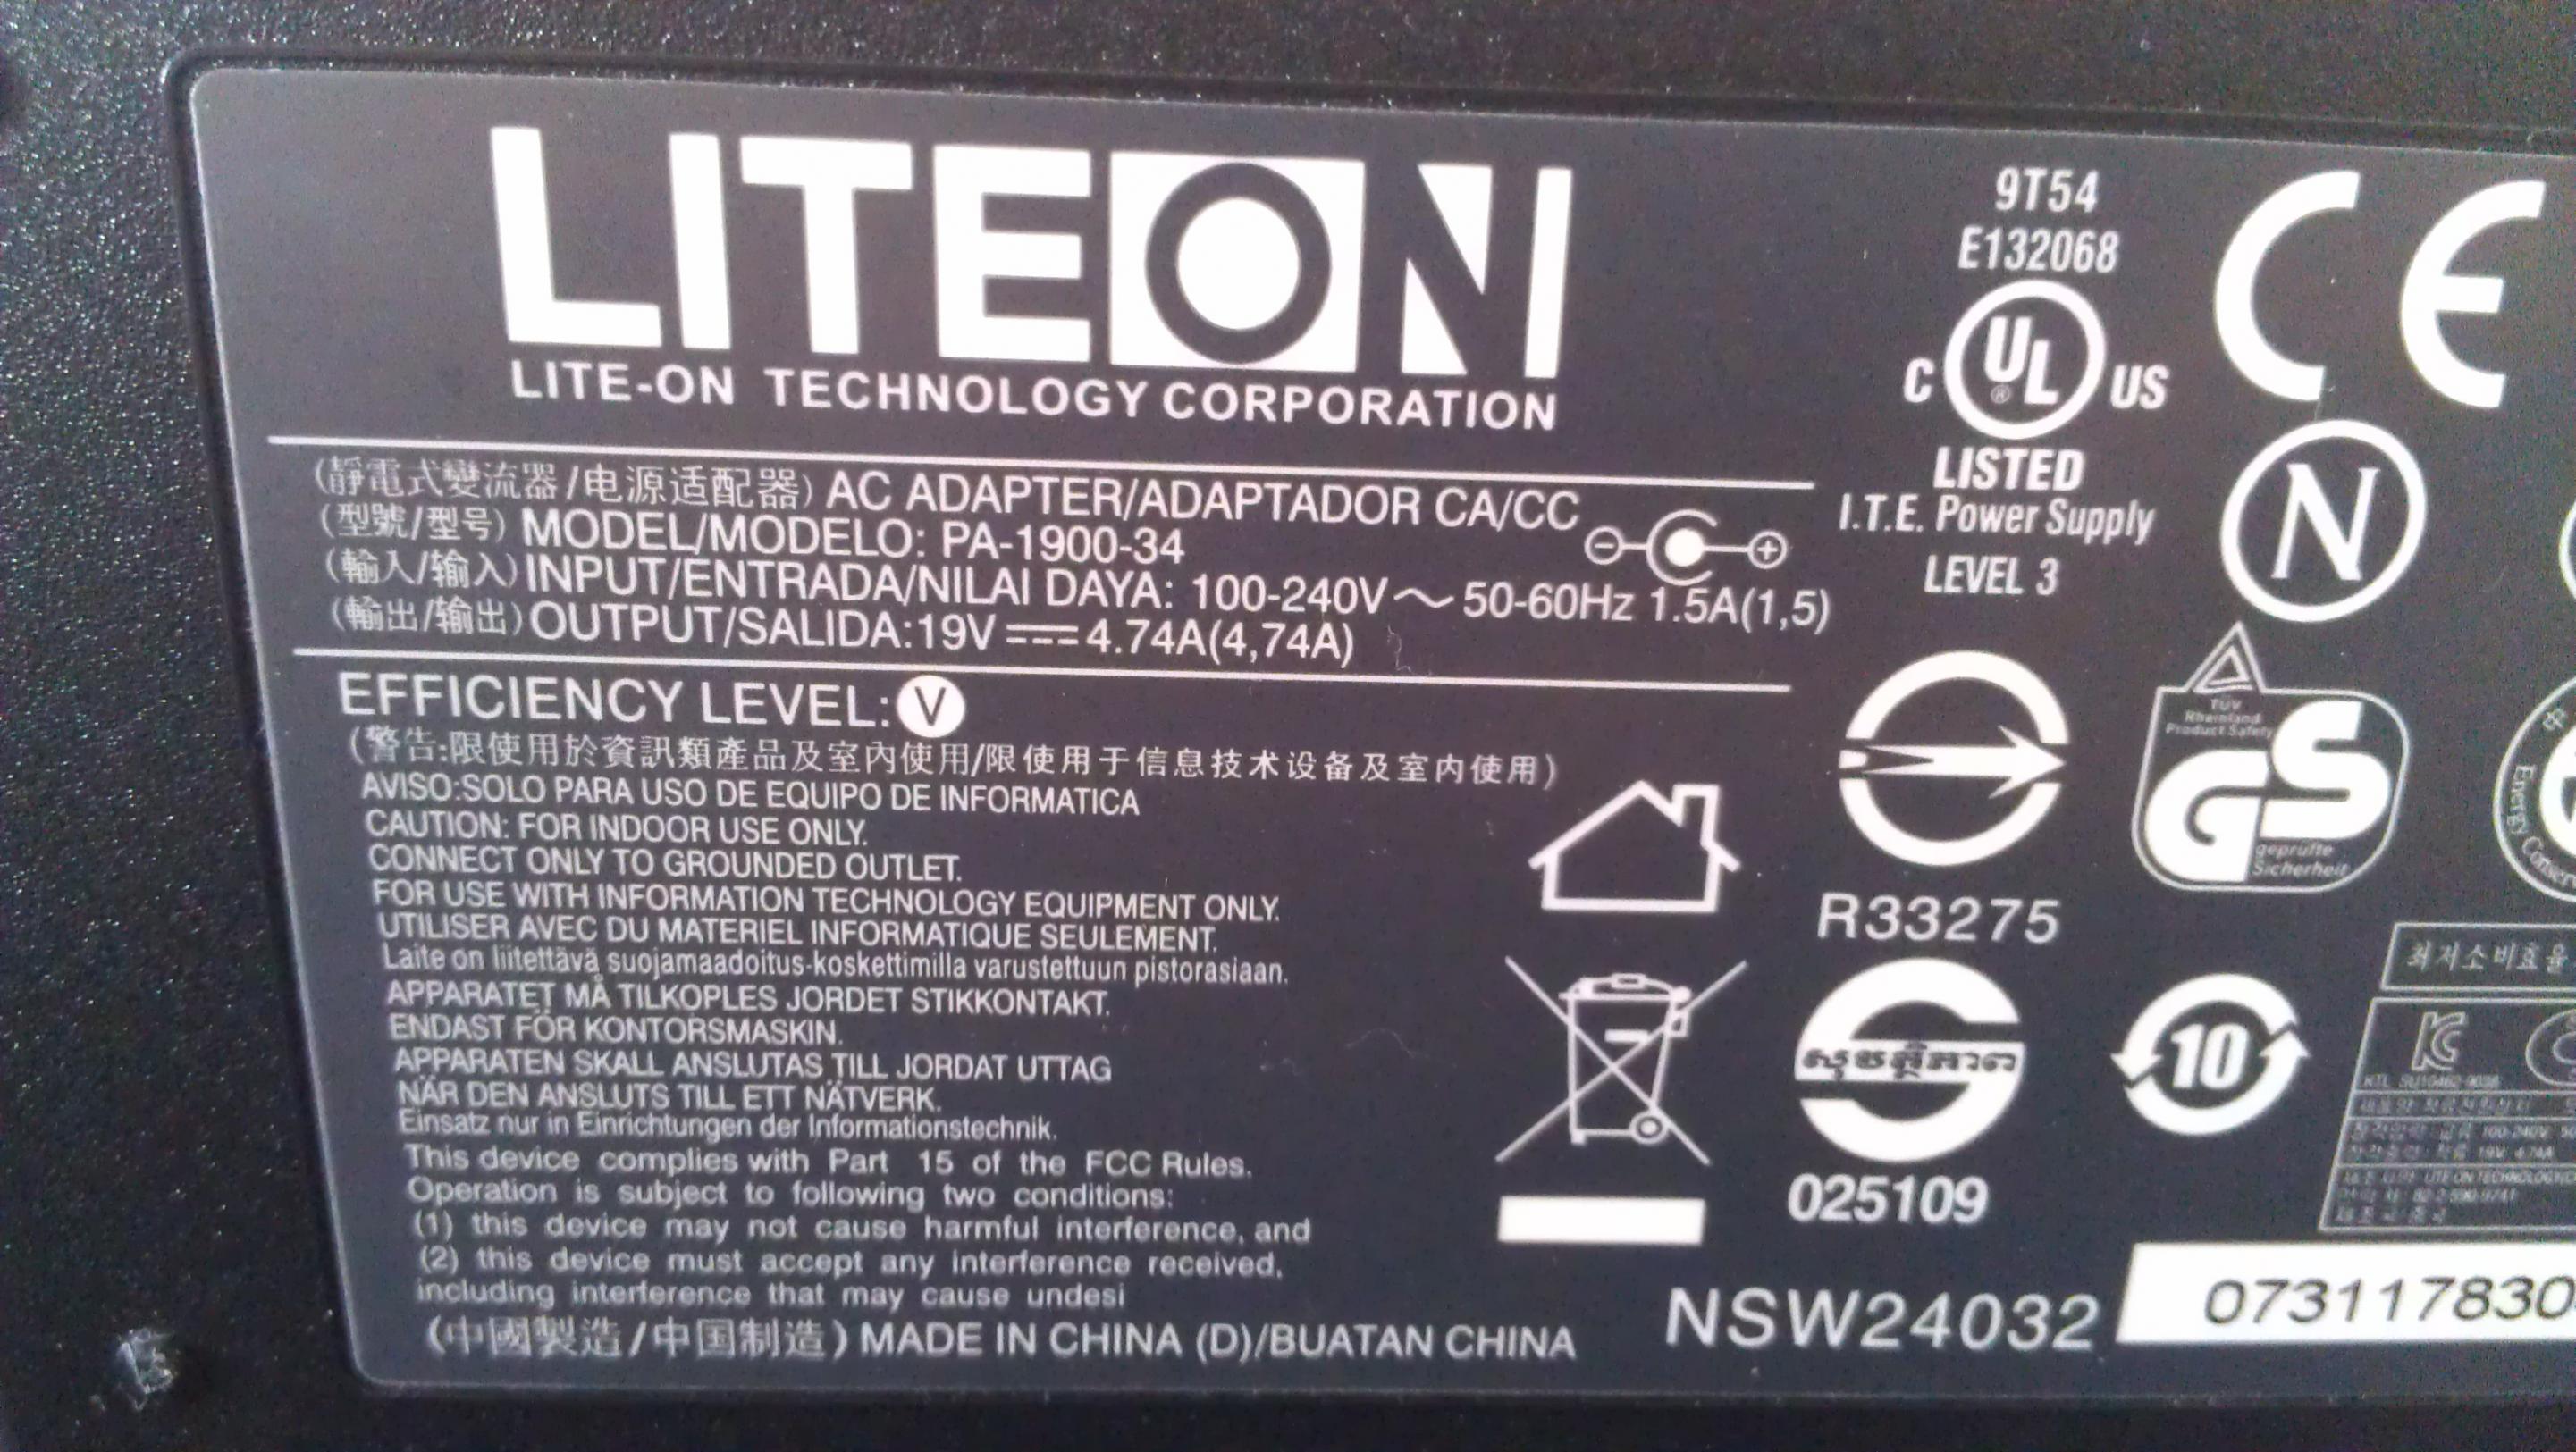 LITEON
LITE-ON TECHNOLOGY CORPORATION
(靜電式變流器/电源适配器) AC ADAPTER/ADAPTADOR CA/CC
(型號/型号) MODEL/MODELO: PA-1900-34
(輸入/输入) INPUT/ENTRADA/NILAI DAYA: 100-240V~50-60Hz 1.5A(1,5)
(輸出/输出) OUTPUT/SALIDA:19V⎓4.74A(4,74A)
EFFICIENCY LEVEL:V
(警告:限使用於資訊類產品及室內使用/限使用于信息技术设备及室内使用)
AVISO:SOLO PARA USO DE EQUIPO DE INFORMATICA
CAUTION: FOR INDOOR USE ONLY.
CONNECT ONLY TO GROUNDED OUTLET.
FOR USE WITH INFORMATION TECHNOLOGY EQUIPMENT ONLY.
UTILISER AVEC DU MATERIEL INFORMATIQUE SEULEMENT.
Laite on liitettävä suojamaadoitus-koskettimilla varustettuun pistorasiaan.
APPARATET MÅ TILKOPLES JORDET STIKKONTAKT.
ENDAST FÖR KONTORSMASKIN.
APPARATEN SKALL ANSLUTAS TILL JORDAT UTTAG
NÄR DEN ANSLUTS TILL ETT NÄTVERK.
Einsatz nur in Einrichtungen der Informationstechnik.
This device complies with Part 15 of the FCC Rules.
Operation is subject to following two conditions:
(1) this device may not cause harmful interference, and
(2) this device must accept any interference received,
including interference that may cause undesi
(中國製造/中国制造) MADE IN CHINA (D)/BUATAN CHINA
9T54
E132068
C UL ® US
LISTED
I.T.E. Power Supply
LEVEL 3
CE
N
R33275
TÜV
Rheinland
Product Safety
GS
geprüfte
Sicherheit
Energy
025109
10
최저소비효율
NSW24032
073117830